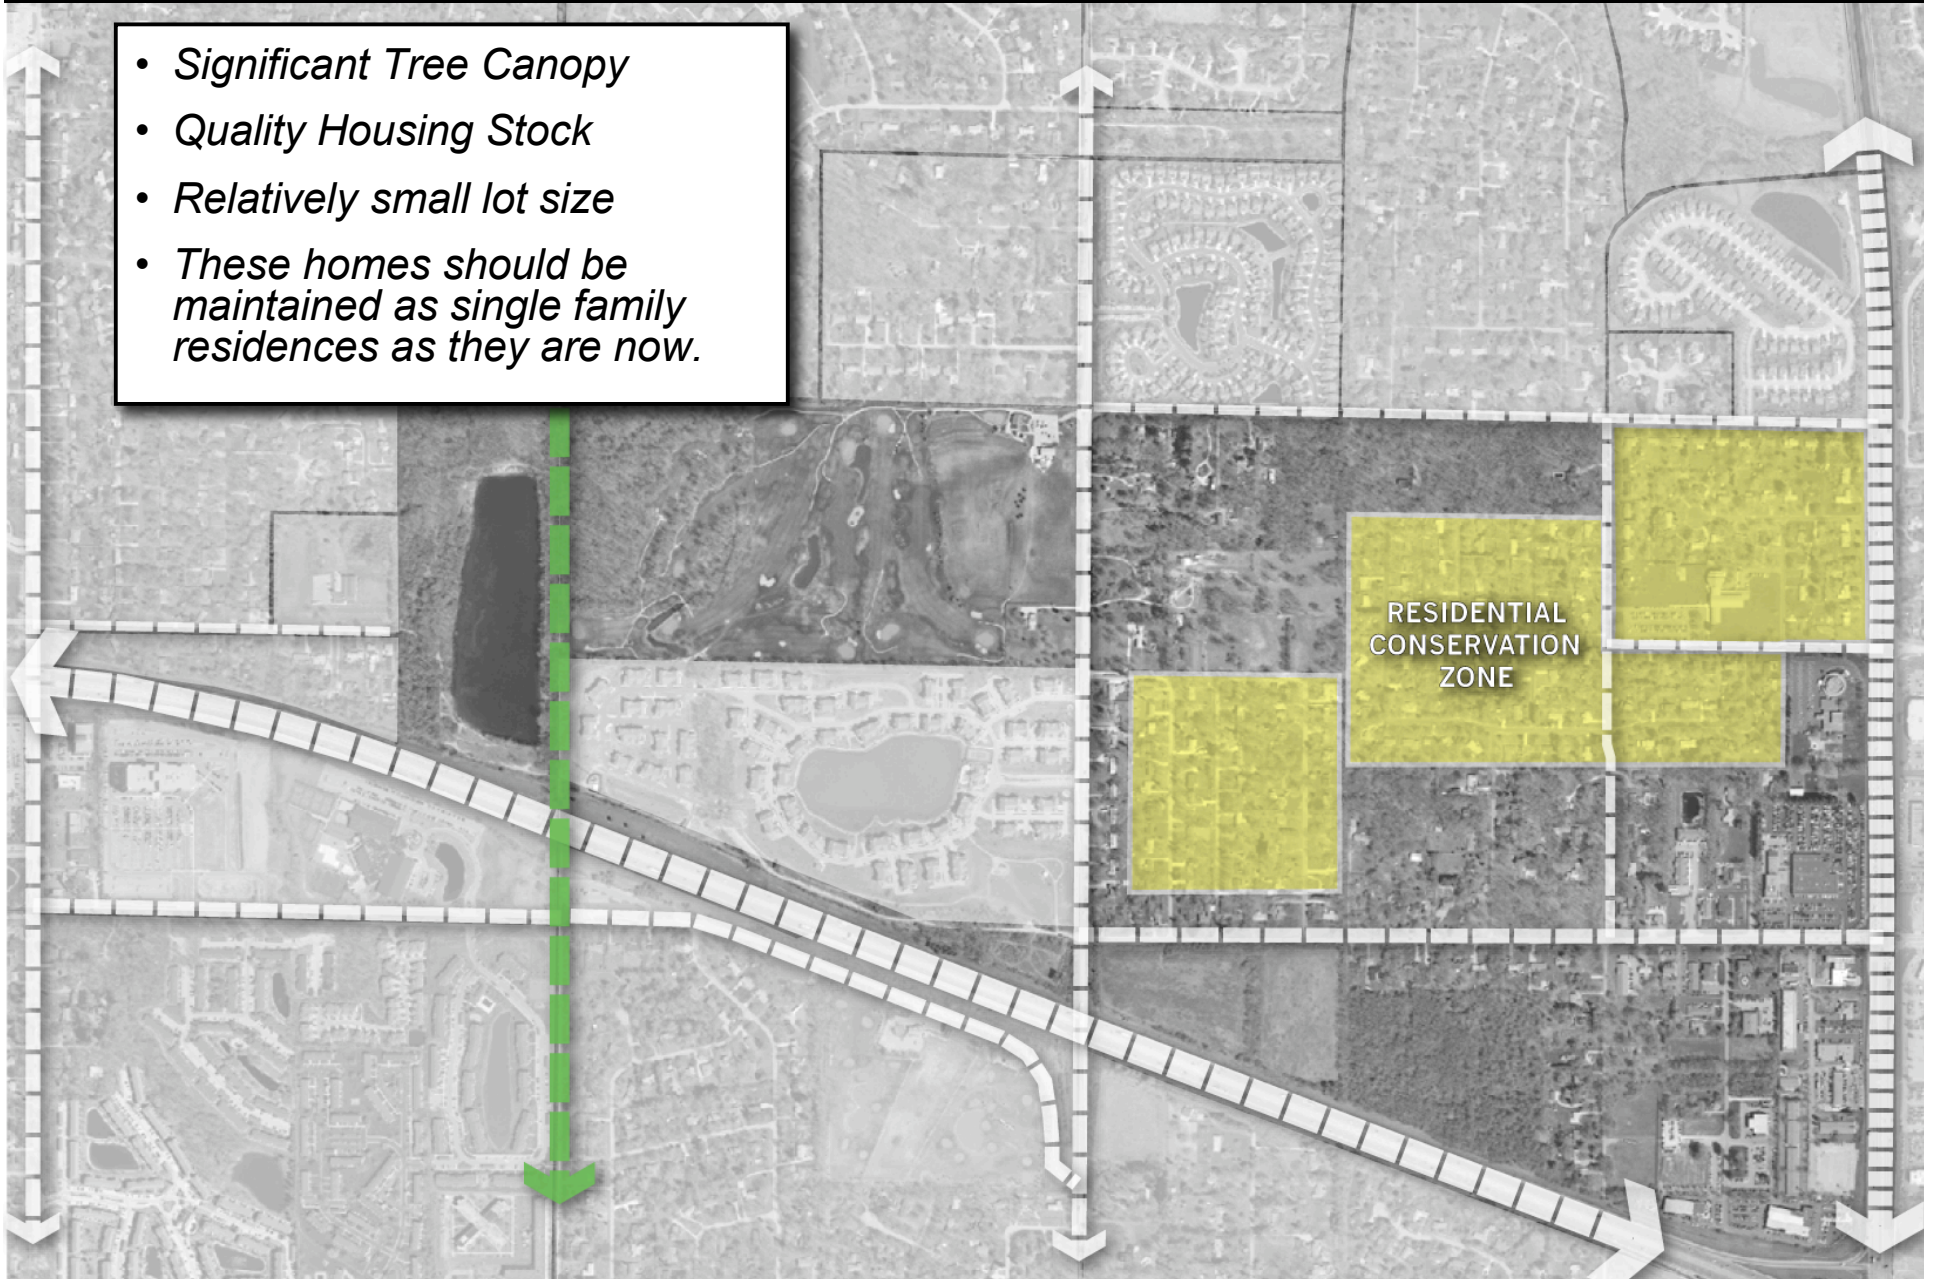 • Significant Tree Canopy
• Quality Housing Stock
• Relatively small lot size
• These homes should be
maintained as single family
residences as they are now.
RESIDENTIAL
CONSERVATION
ZONE